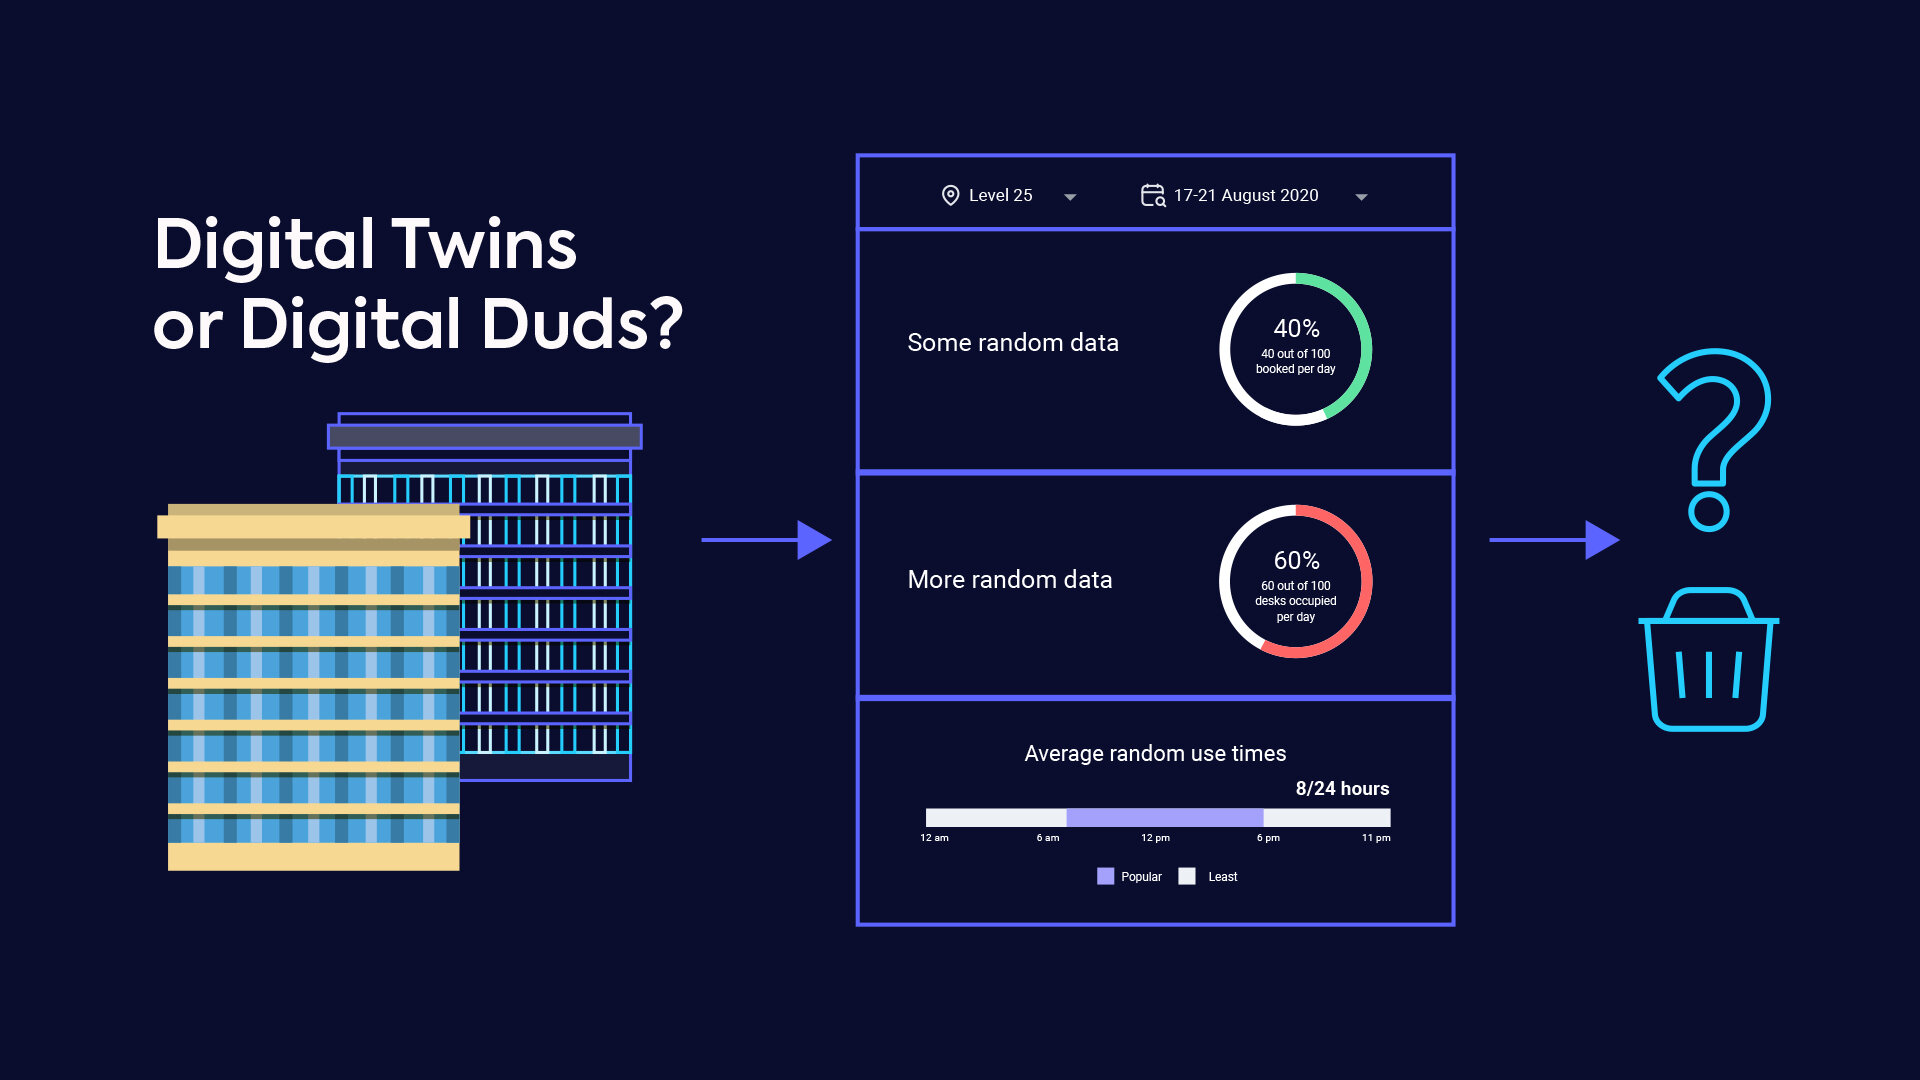 Digital Twins
or Digital Duds?
Level 25
17-21 August 2020
Some random data
40%
40 out of 100
booked per day
More random data
60%
60 out of 100
desks occupied
per day
Average random use times
8/24 hours
12 am 6 am 12 pm 6 pm 11 pm
Popular Least